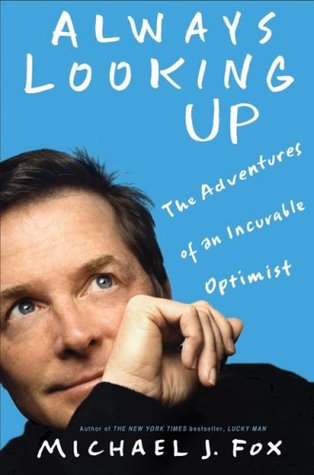 ALWAYS
LOOKING
UP
The Adventures
of an Incurable
Optimist
Author of THE NEW YORK TIMES bestseller, LUCKY MAN
MICHAEL J. FOX